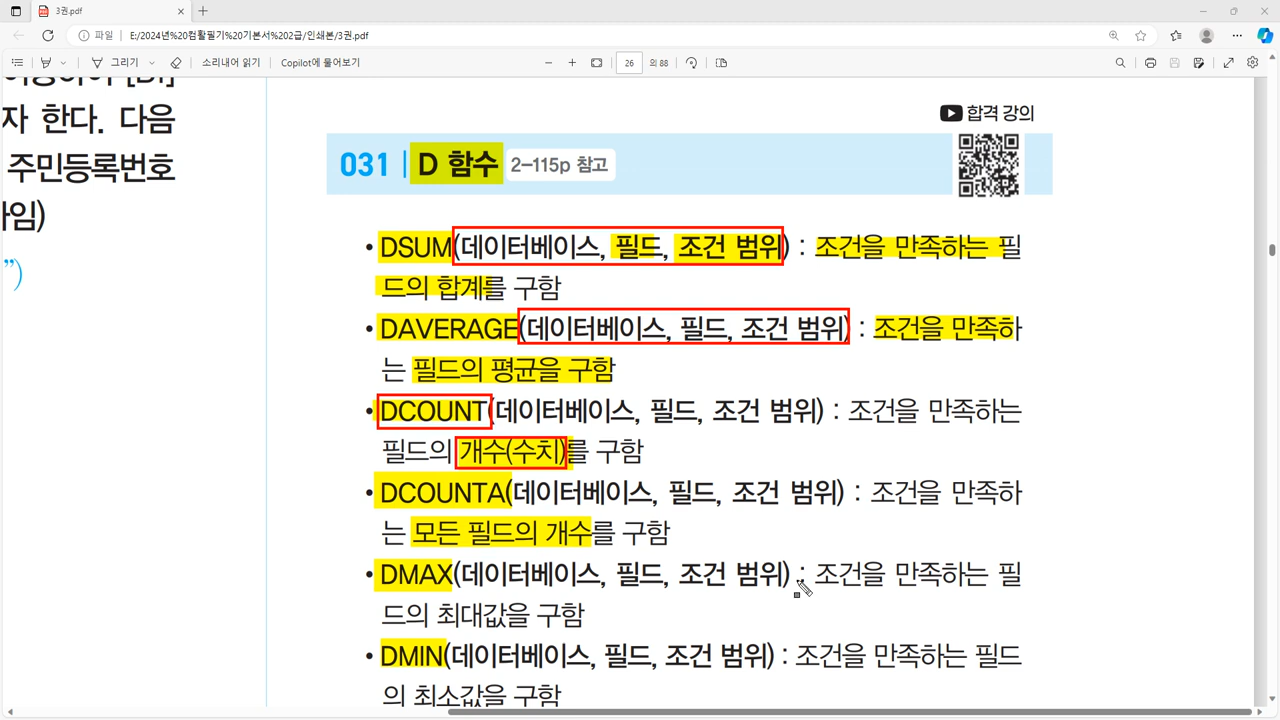 3권.pdf
파일 E:/2024년%20컴활필기%20기본서%202급/인쇄본/3권.pdf
그리기 소리내어 읽기 Copilot에 물어보기 26 의 88
자 한다. 다음
주민등록번호
”)
합격 강의
031 D 함수 2-115p 참고
• DSUM(데이터베이스, 필드, 조건 범위) : 조건을 만족하는 필
드의 합계를 구함
• DAVERAGE(데이터베이스, 필드, 조건 범위) : 조건을 만족하
는 필드의 평균을 구함
• DCOUNT(데이터베이스, 필드, 조건 범위) : 조건을 만족하는
필드의 개수(수치)를 구함
• DCOUNTA(데이터베이스, 필드, 조건 범위) : 조건을 만족하
는 모든 필드의 개수를 구함
• DMAX(데이터베이스, 필드, 조건 범위) : 조건을 만족하는 필
드의 최대값을 구함
• DMIN(데이터베이스, 필드, 조건 범위) : 조건을 만족하는 필드
의 최소값을 구함